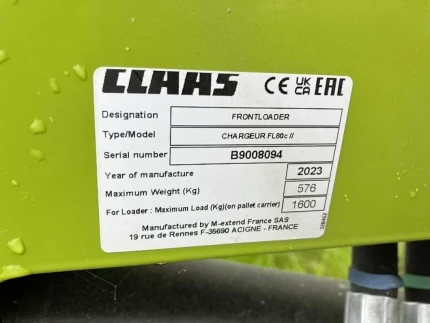 CLAAS CE UK CA EAC
Designation FRONTLOADER
Type/Model CHARGEUR FL80c //
Serial number B9008094
Year of manufacture 2023
Maximum Weight (Kg) 576
For Loader : Maximum Load (Kg)(on pallet carrier) 1600
Manufactured by M-extend France SAS
19 rue de Rennes F-35690 ACIGNE - FRANCE